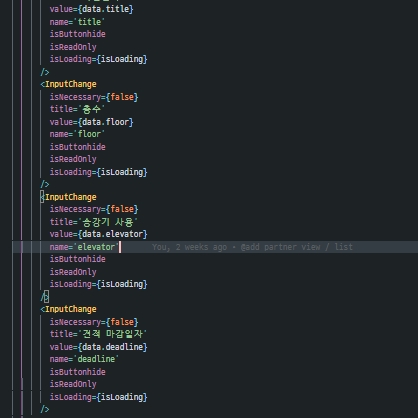 value={data.title}
name='title'
isButtonhide
isReadOnly
isLoading={isLoading}
/>
<InputChange
isNecessary={false}
title='층수'
value={data.floor}
name='floor'
isButtonhide
isReadOnly
isLoading={isLoading}
/>
<InputChange
isNecessary={false}
title='승강기 사용'
value={data.elevator}
name='elevator' You, 2 weeks ago • add partner view / list
isButtonhide
isReadOnly
isLoading={isLoading}
/>
<InputChange
isNecessary={false}
title='견적 마감일자'
value={data.deadline}
name='deadline'
isButtonhide
isReadOnly
isLoading={isLoading}
/>